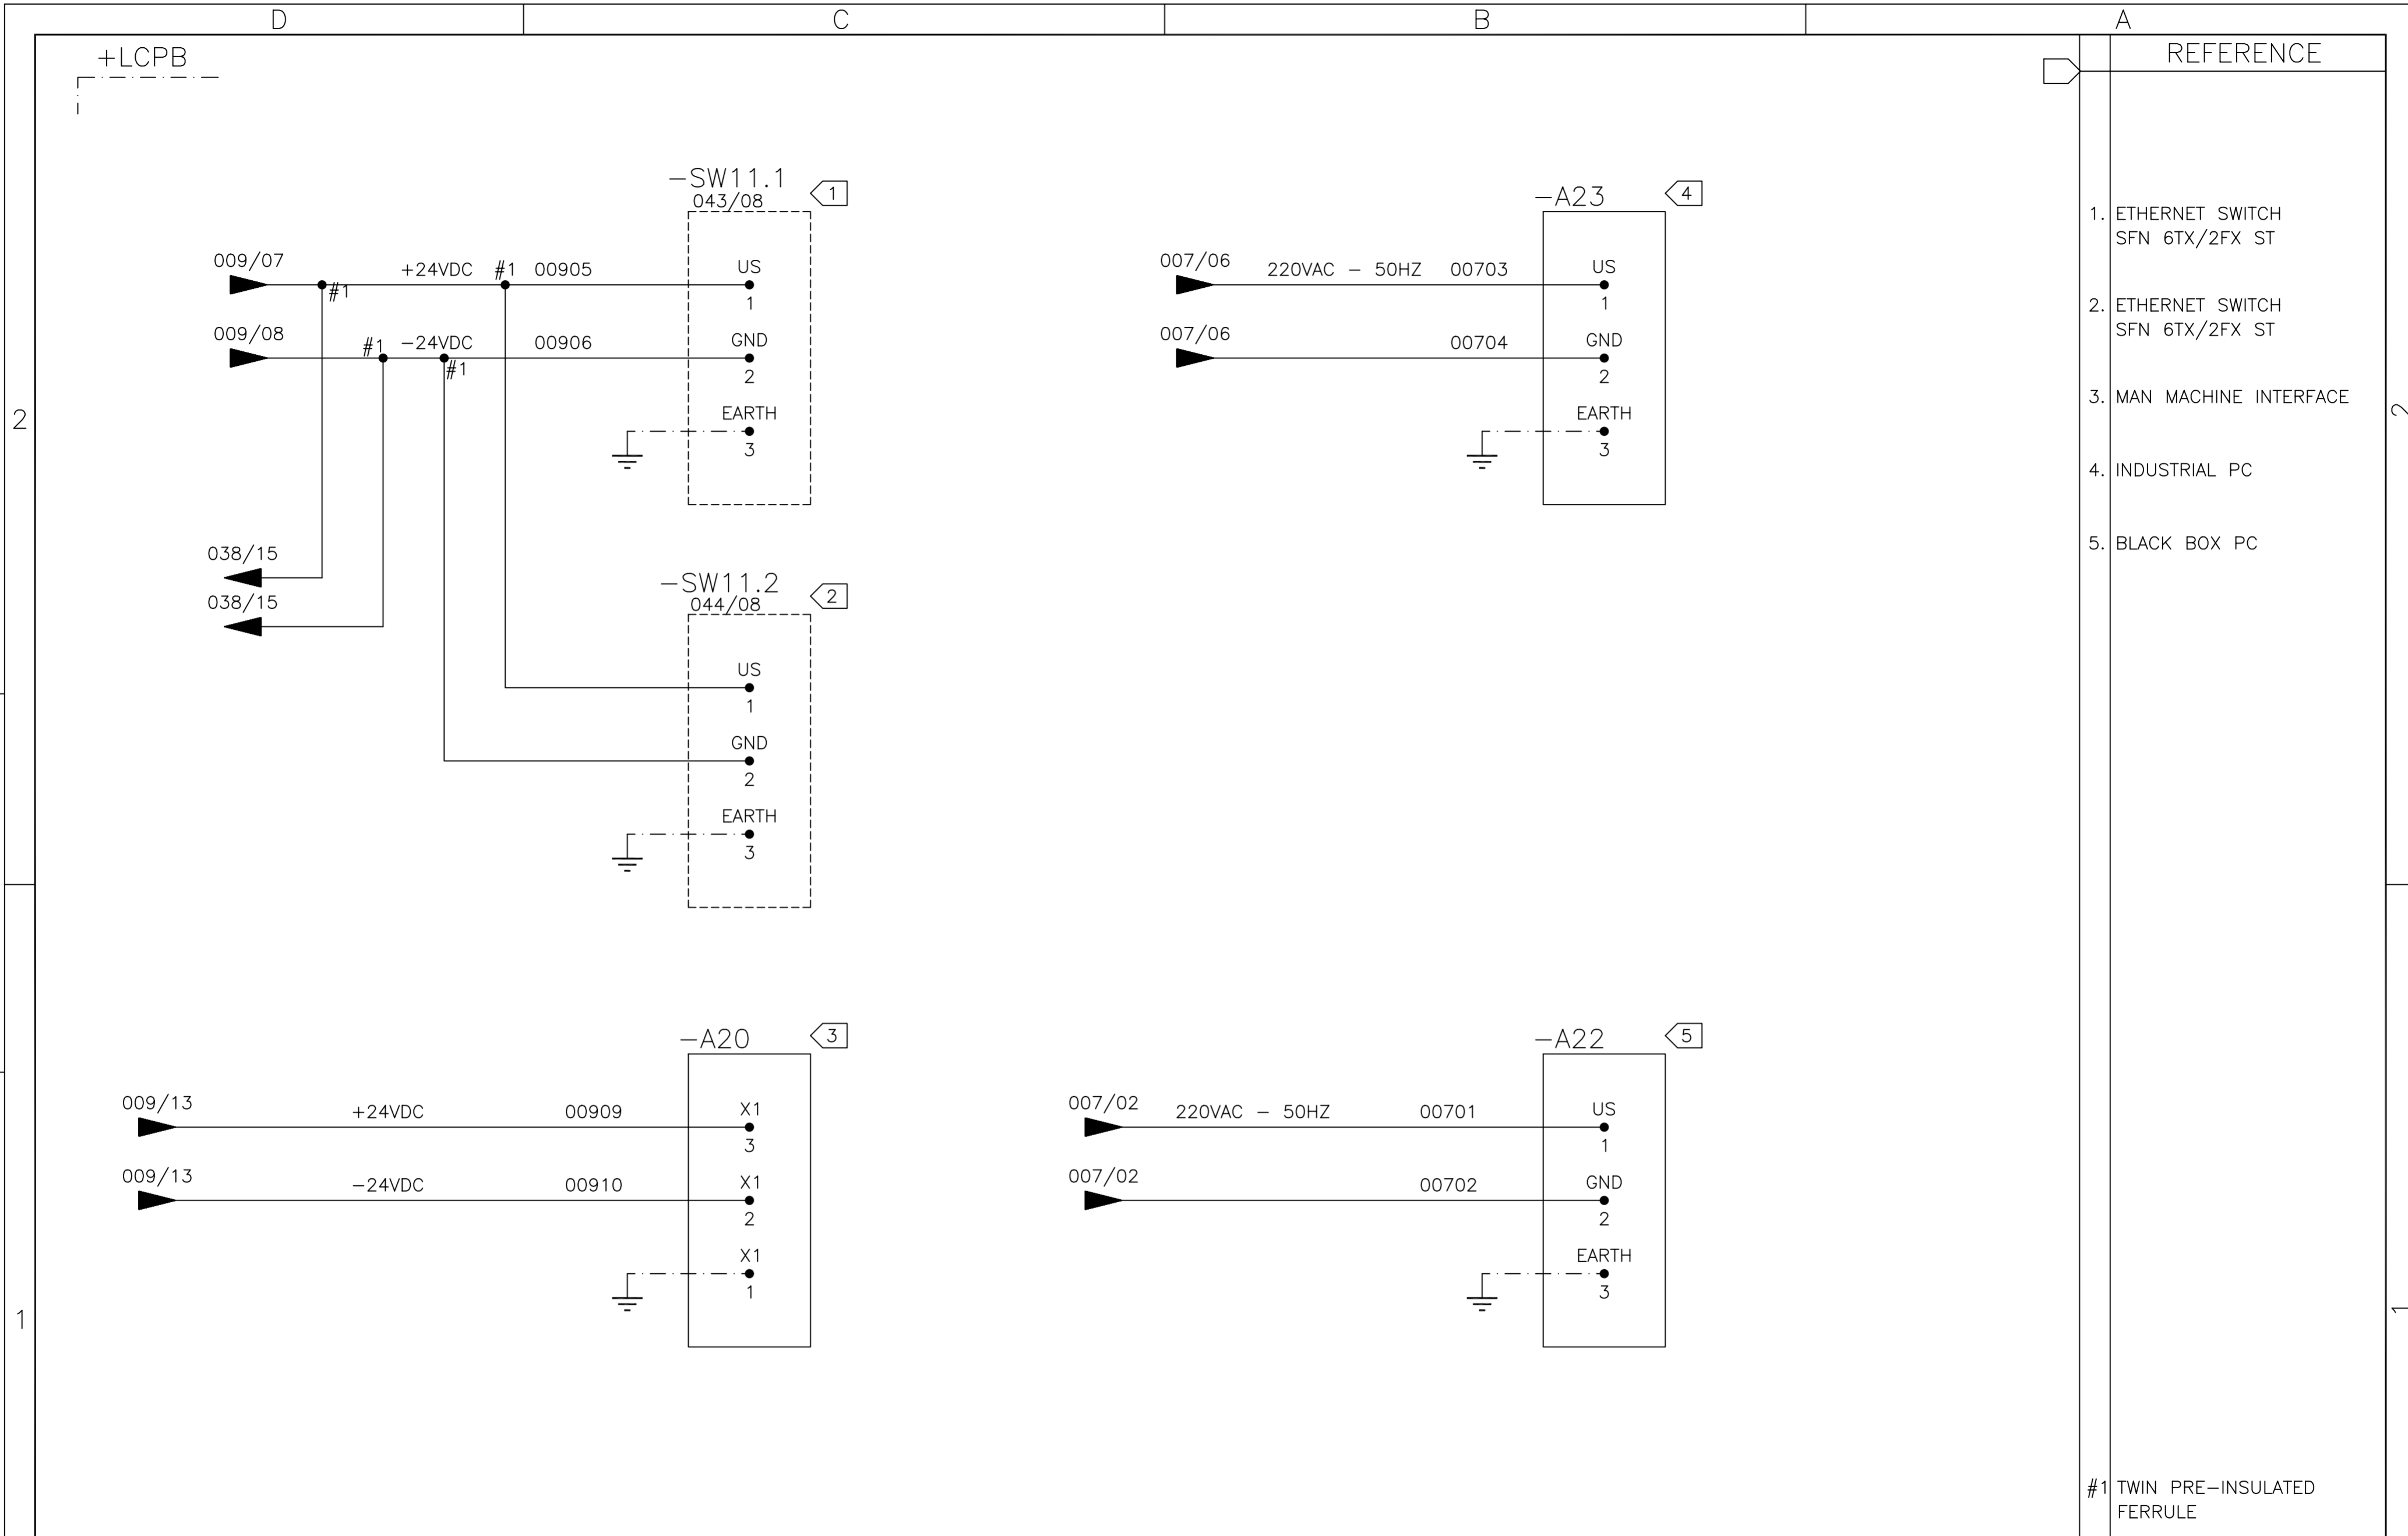 D
C
B
A
+LCPB
REFERENCE
-SW11.1
043/08
1
009/07
+24VDC
#1
00905
#1
US
1
009/08
#1
-24VDC
00906
#1
GND
2
EARTH
3
038/15
038/15
-SW11.2
044/08
2
US
1
GND
2
EARTH
3
-A23
4
007/06
220VAC - 50HZ
00703
US
1
007/06
00704
GND
2
EARTH
3
-A20
3
009/13
+24VDC
00909
X1
3
009/13
-24VDC
00910
X1
2
X1
1
-A22
5
007/02
220VAC - 50HZ
00701
US
1
007/02
00702
GND
2
EARTH
3
1. ETHERNET SWITCH
SFN 6TX/2FX ST
2. ETHERNET SWITCH
SFN 6TX/2FX ST
3. MAN MACHINE INTERFACE
4. INDUSTRIAL PC
5. BLACK BOX PC
#1 TWIN PRE-INSULATED
FERRULE
2
2
1
1